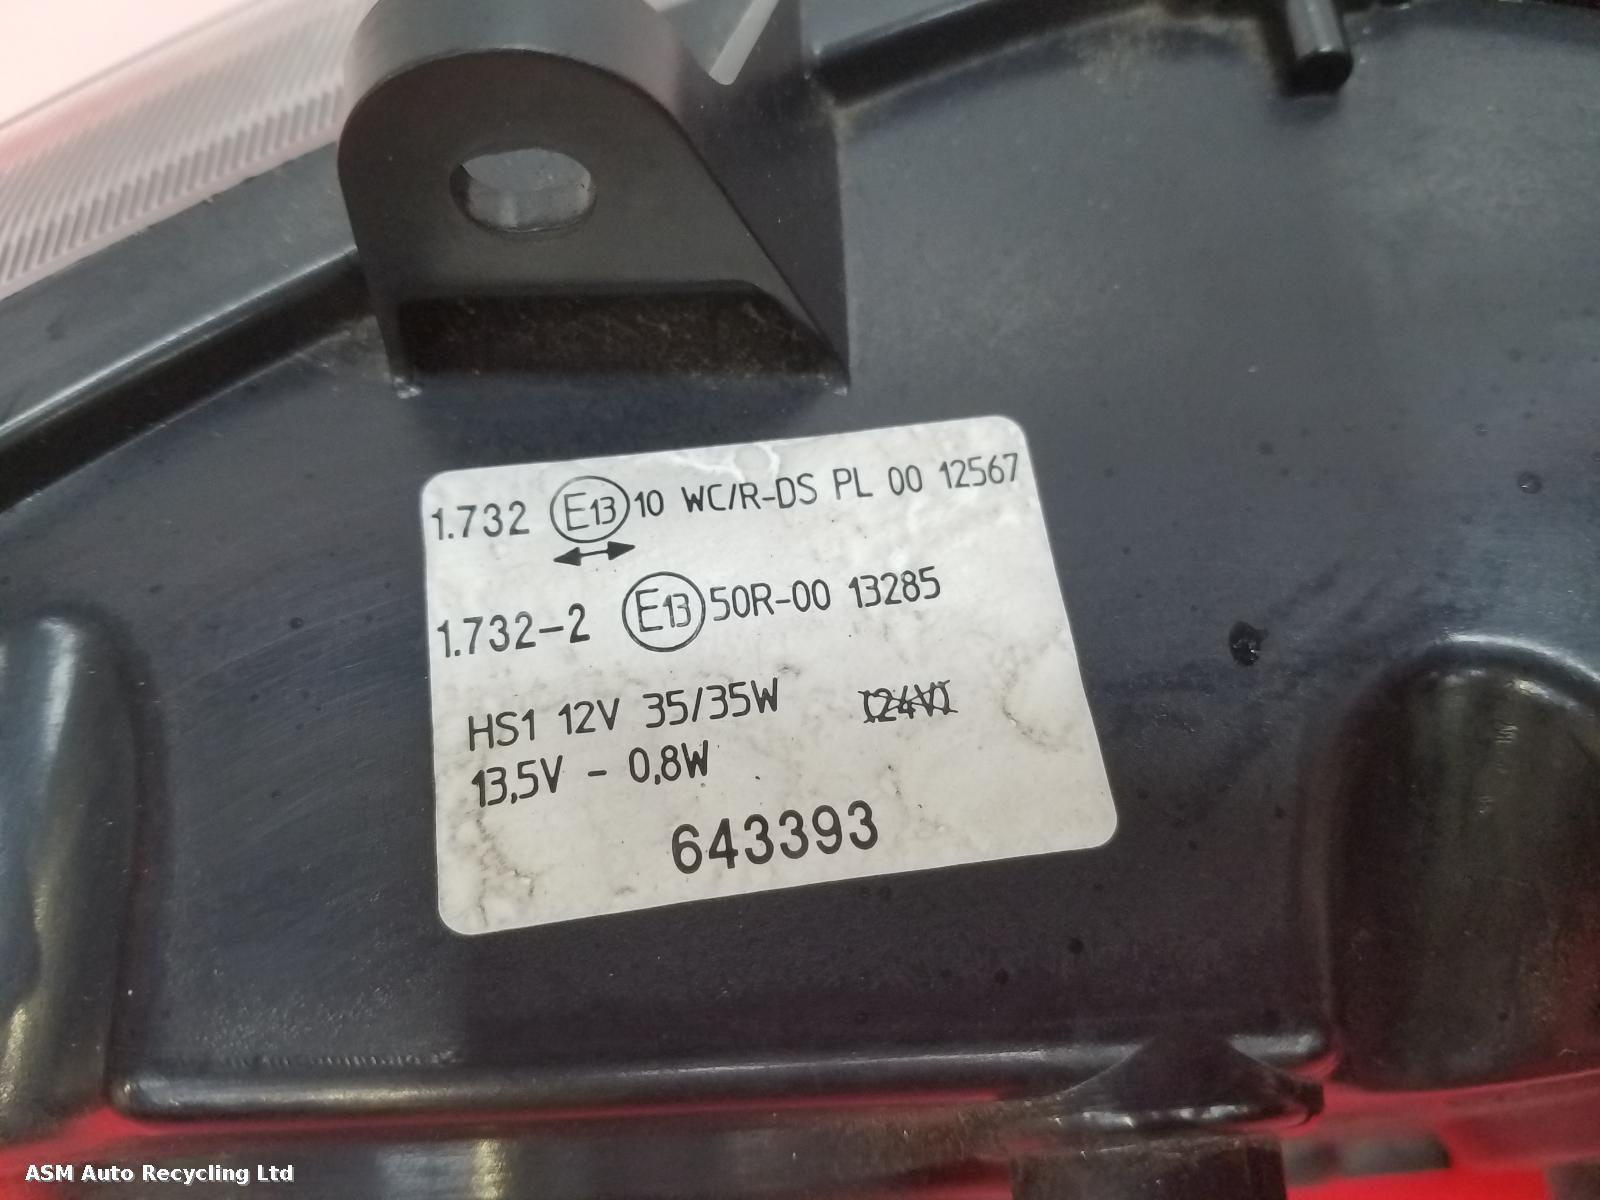 1.732 E13 10 WC/R-DS PL 00 12567
1.732-2 E13 50R-00 13285
HS1 12V 35/35W 24V
13,5V - 0,8W
643393
ASM Auto Recycling Ltd